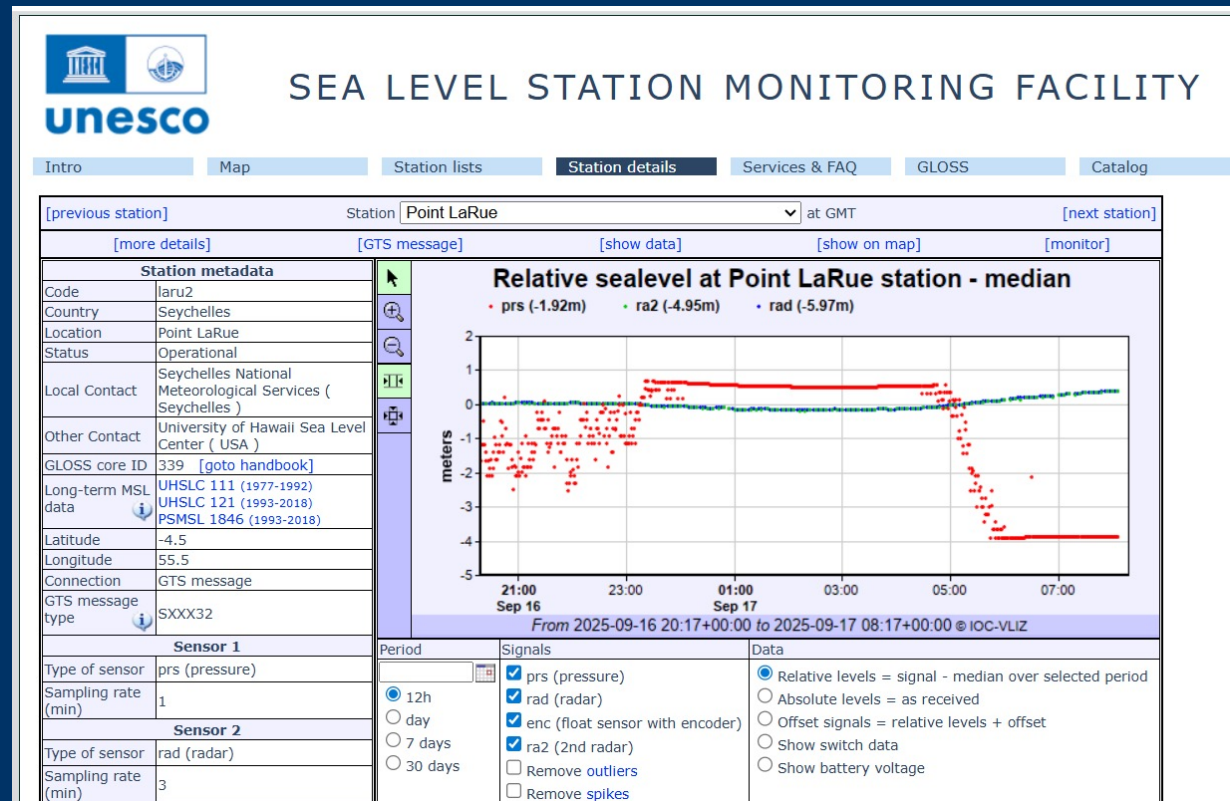 unesco
SEA LEVEL STATION MONITORING FACILITY
Intro Map Station lists Station details Services & FAQ GLOSS Catalog
[previous station] Station Point LaRue at GMT [next station]
[more details] [GTS message] [show data] [show on map] [monitor]
Station metadata
Code laru2
Country Seychelles
Location Point LaRue
Status Operational
Local Contact Seychelles National
Meteorological Services (
Seychelles )
Other Contact University of Hawaii Sea Level
Center ( USA )
GLOSS core ID 339 [goto handbook]
Long-term MSL
data
UHSLC 111 (1977-1992)
UHSLC 121 (1993-2018)
PSMSL 1846 (1993-2018)
Latitude -4.5
Longitude 55.5
Connection GTS message
GTS message
type
SXXX32
Sensor 1
Type of sensor prs (pressure)
Sampling rate
(min)
1
Sensor 2
Type of sensor rad (radar)
Sampling rate
(min)
3
Relative sealevel at Point LaRue station - median
prs (-1.92m) ra2 (-4.95m) rad (-5.97m)
meters
2
1
0
-1
-2
-3
-4
-5
21:00 23:00 01:00 03:00 05:00 07:00
Sep 16 Sep 17
From 2025-09-16 20:17+00:00 to 2025-09-17 08:17+00:00 © IOC-VLIZ
Period
12h
day
7 days
30 days
Signals
prs (pressure)
rad (radar)
enc (float sensor with encoder)
ra2 (2nd radar)
Remove outliers
Remove spikes
Data
Relative levels = signal - median over selected period
Absolute levels = as received
Offset signals = relative levels + offset
Show switch data
Show battery voltage